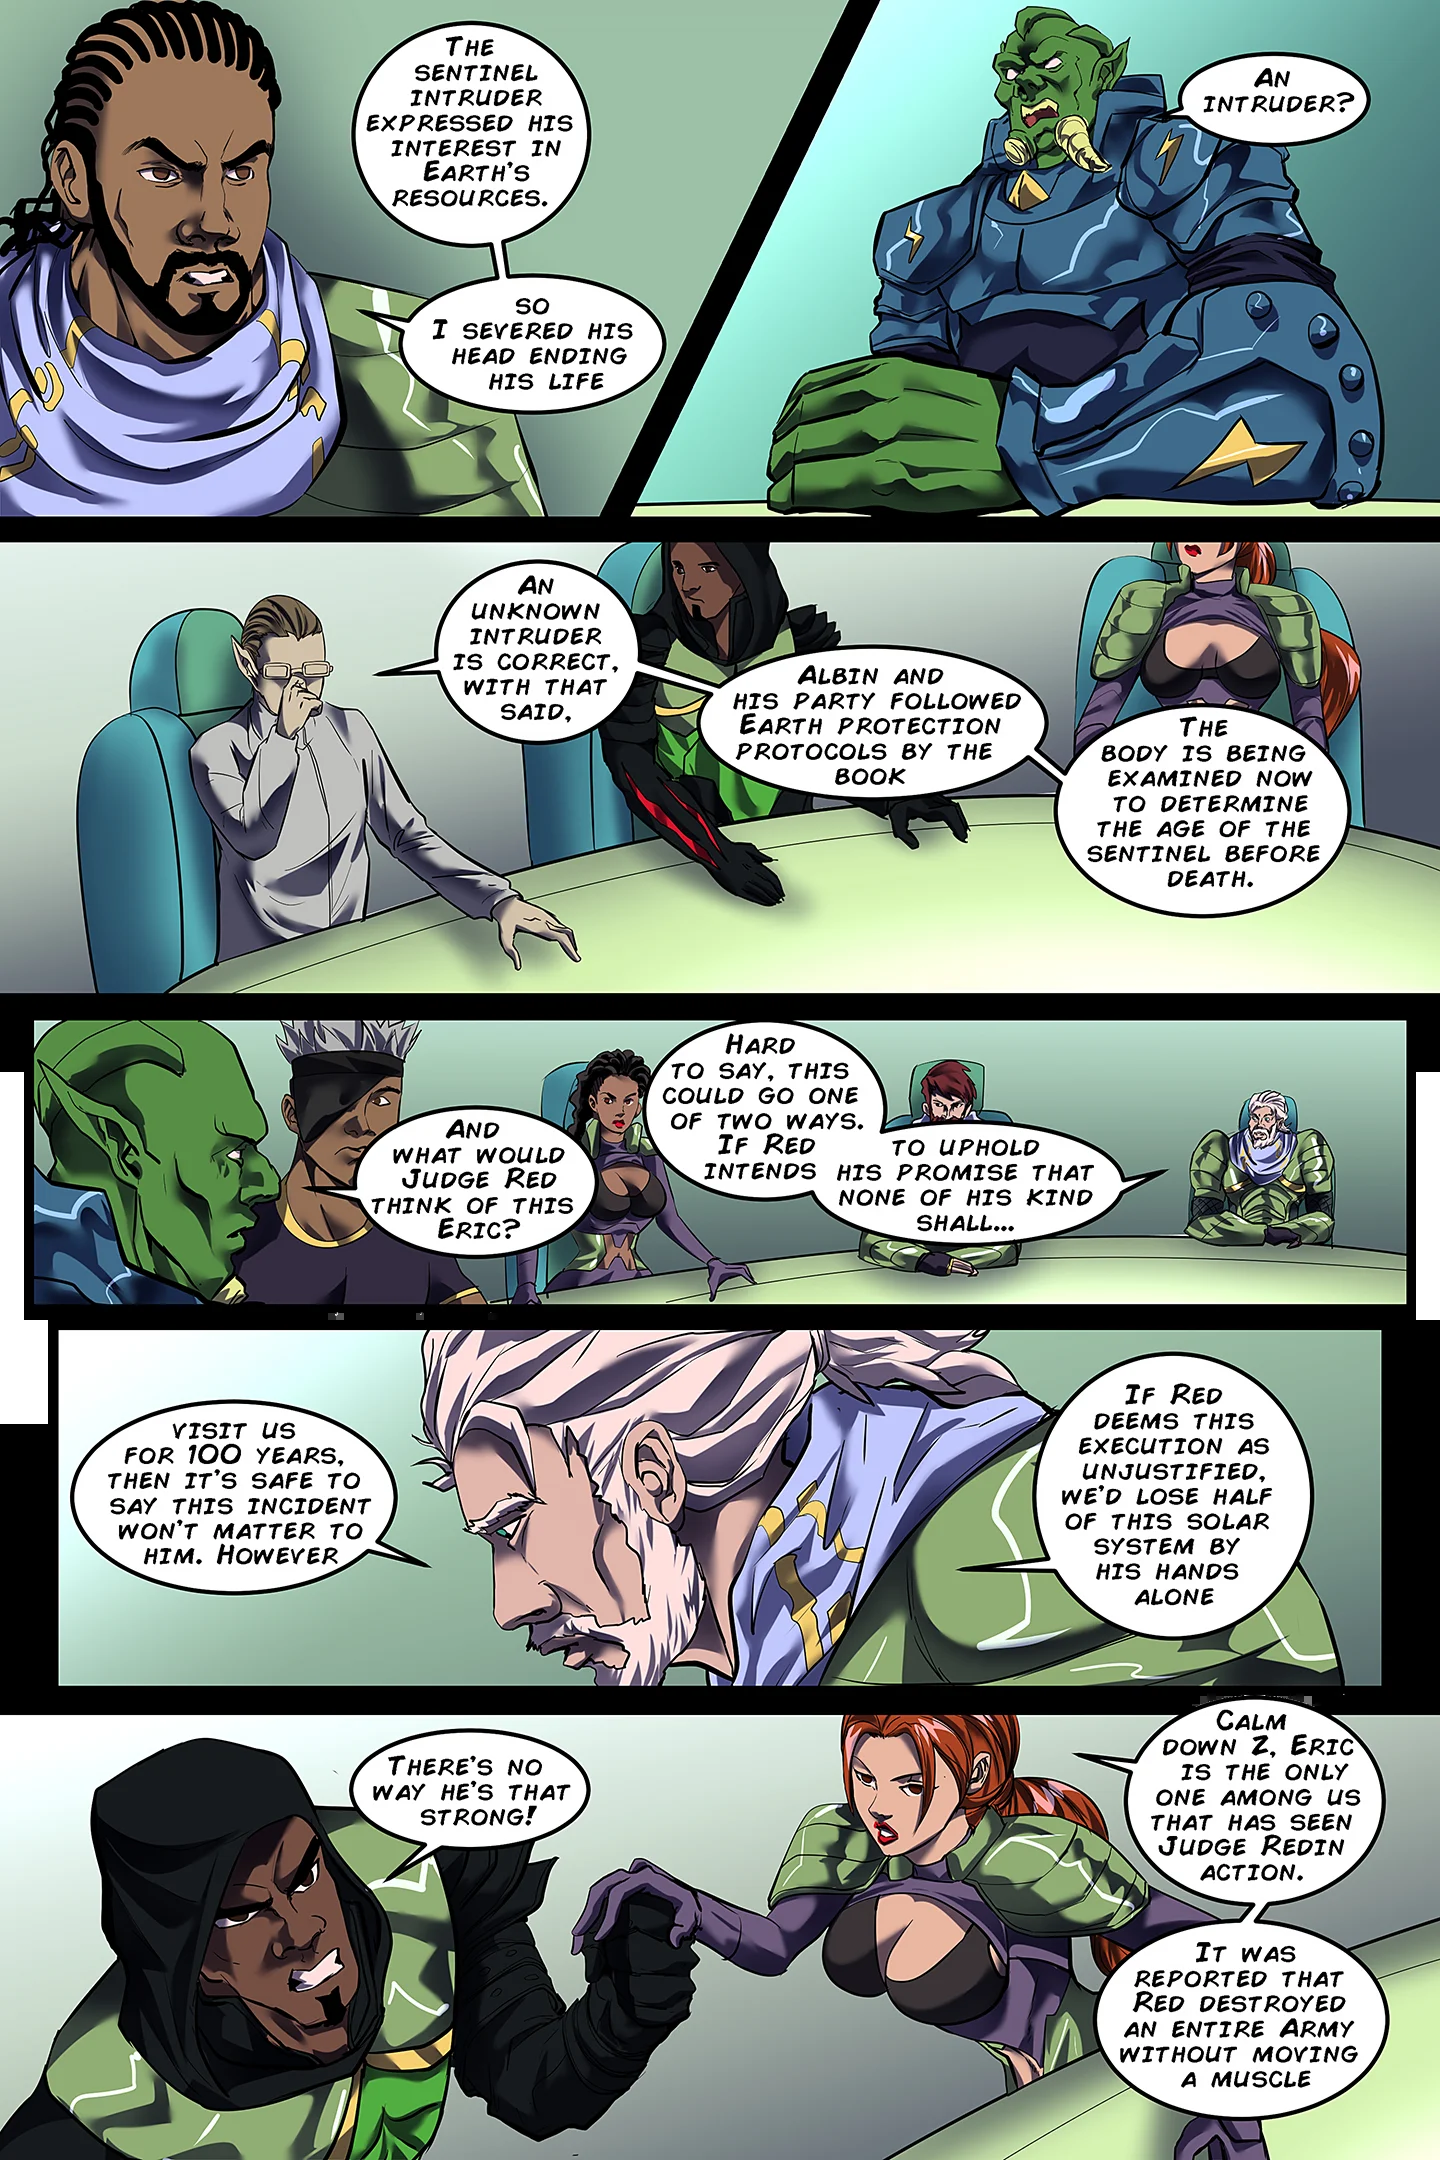 The
sentinel
intruder
expressed his
interest in
Earth's
resources.
so
I severed his
head ending
his life
An
intruder?
An
unknown
intruder
is correct,
with that
said,
Albin and
his party followed
Earth protection
protocols by the
book
The
body is being
examined now
to determine
the age of the
sentinel before
death.
And
what would
Judge Red
think of this
Eric?
Hard
to say, this
could go one
of two ways.
If Red
intends
to uphold
his promise that
none of his kind
shall...
visit us
for 100 years,
then it's safe to
say this incident
won't matter to
him. However
If Red
deems this
execution as
unjustified,
we'd lose half
of this solar
system by
his hands
alone
There's no
way he's that
strong!
Calm
down Z, Eric
is the only
one among us
that has seen
Judge Redin
action.
It was
reported that
Red destroyed
an entire Army
without moving
a muscle